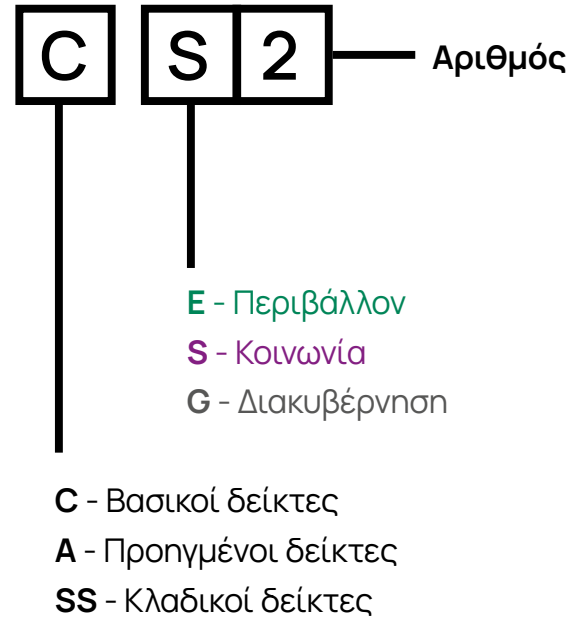 C S 2 Αριθμός
E - Περιβάλλον
S - Κοινωνία
G - Διακυβέρνηση
C - Βασικοί δείκτες
A - Προηγμένοι δείκτες
SS - Κλαδικοί δείκτες